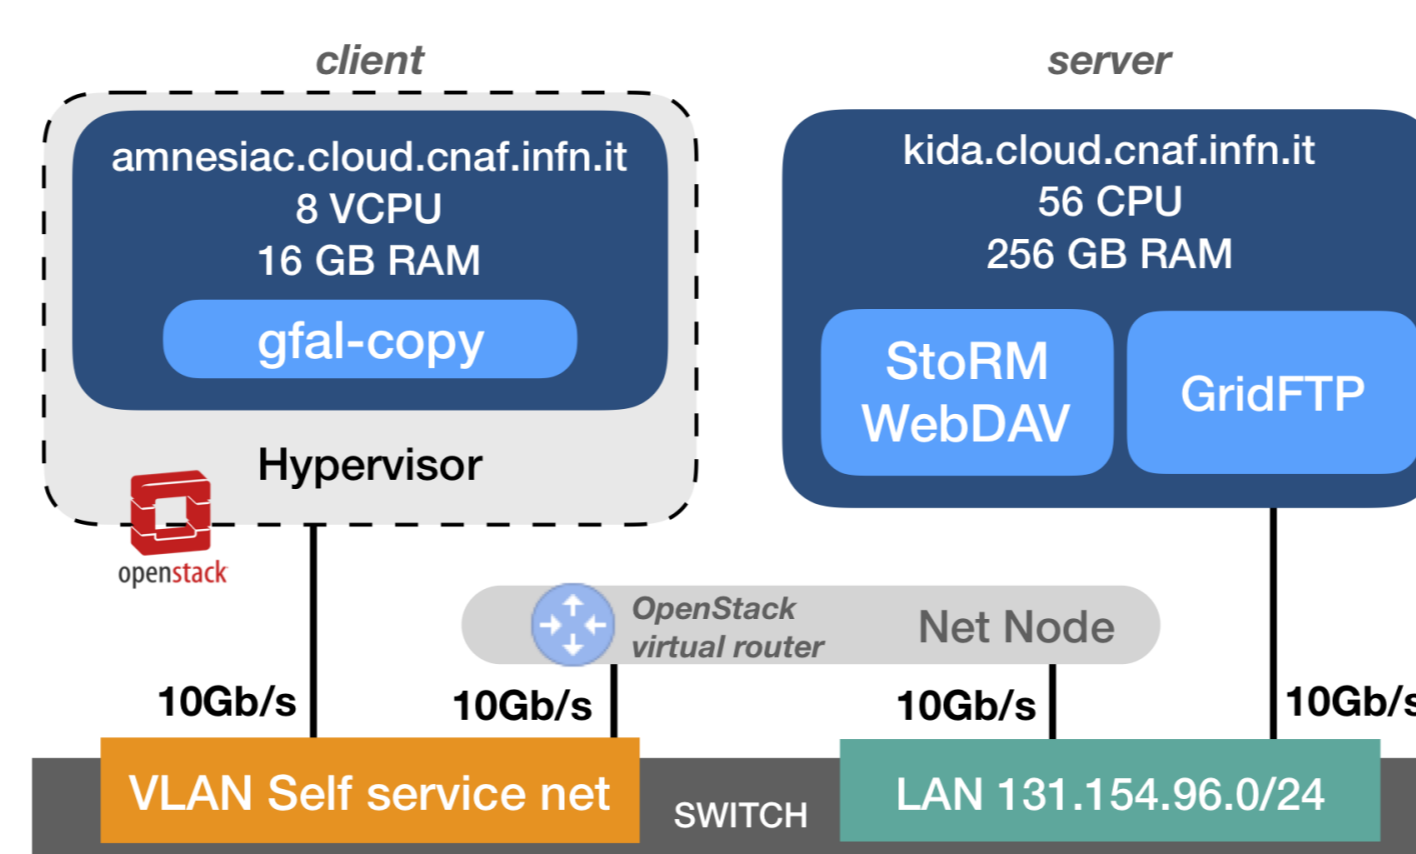 client
server
amnesiac.cloud.cnaf.infn.it
8 VCPU
16 GB RAM
gfal-copy
Hypervisor
openstack
kida.cloud.cnaf.infn.it
56 CPU
256 GB RAM
StoRM
WebDAV
GridFTP
OpenStack
virtual router
Net Node
10Gb/s
10Gb/s
10Gb/s
10Gb/s
VLAN Self service net
SWITCH
LAN 131.154.96.0/24